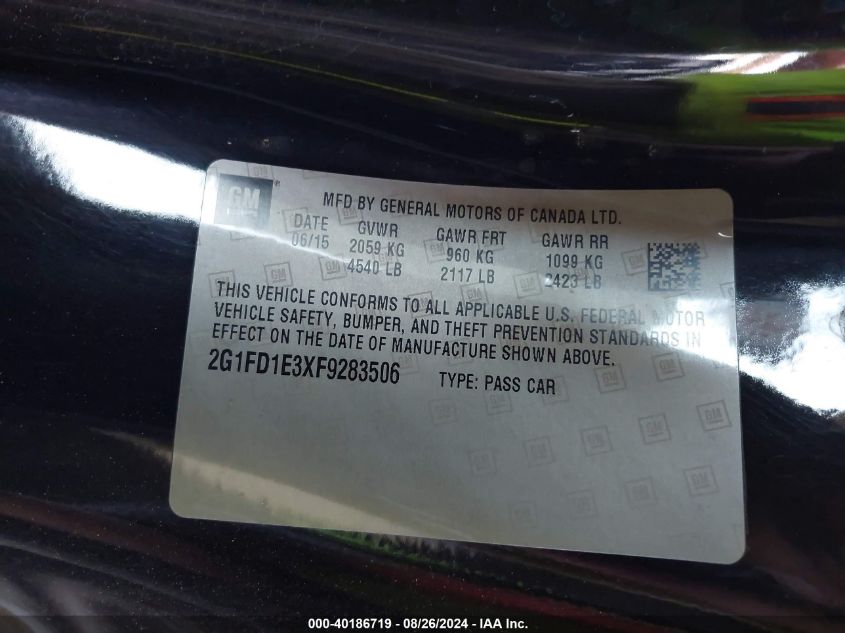 GM
MFD BY GENERAL MOTORS OF CANADA LTD.
DATE GVWR GAWR FRT GAWR RR
06/15 2059 KG 960 KG 1099 KG
4540 LB 2117 LB 2423 LB
THIS VEHICLE CONFORMS TO ALL APPLICABLE U.S. FEDERAL MOTOR
VEHICLE SAFETY, BUMPER, AND THEFT PREVENTION STANDARDS IN
EFFECT ON THE DATE OF MANUFACTURE SHOWN ABOVE.
2G1FD1E3XF9283506 TYPE: PASS CAR
000-40186719 - 08/26/2024 - IAA Inc.